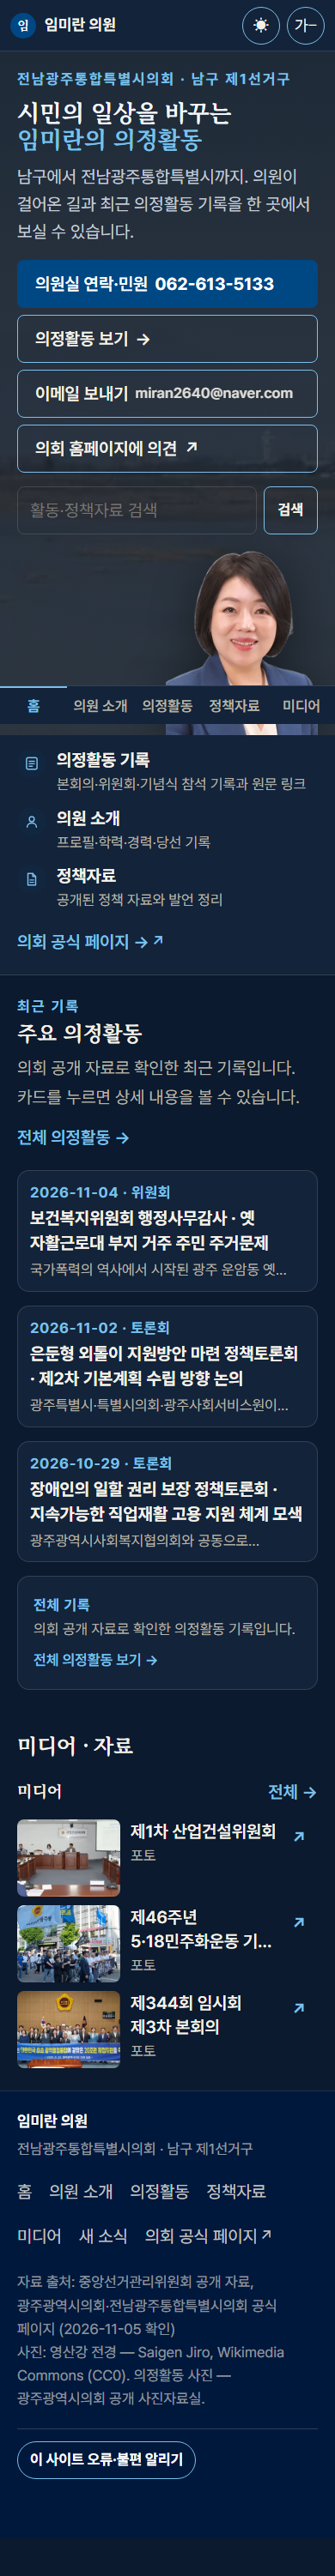 임
임미란 의원
가−
전남광주통합특별시의회 · 남구 제1선거구
시민의 일상을 바꾸는
임미란의 의정활동
남구에서 전남광주통합특별시까지. 의원이
걸어온 길과 최근 의정활동 기록을 한 곳에서
보실 수 있습니다.
의원실 연락·민원 062-613-5133
의정활동 보기 →
이메일 보내기 miran2640@naver.com
의회 홈페이지에 의견 ↗
활동·정책자료 검색
검색
홈 의원 소개 의정활동 정책자료 미디어
의정활동 기록
본회의·위원회·기념식 참석 기록과 원문 링크
의원 소개
프로필·학력·경력·당선 기록
정책자료
공개된 정책 자료와 발언 정리
의회 공식 페이지 → ↗
최근 기록
주요 의정활동
의회 공개 자료로 확인한 최근 기록입니다.
카드를 누르면 상세 내용을 볼 수 있습니다.
전체 의정활동 →
2026-11-04 · 위원회
보건복지위원회 행정사무감사 · 옛
자활근로대 부지 거주 주민 주거문제
국가폭력의 역사에서 시작된 광주 운암동 옛...
2026-11-02 · 토론회
은둔형 외톨이 지원방안 마련 정책토론회
· 제2차 기본계획 수립 방향 논의
광주특별시·특별시의회·광주사회서비스원이...
2026-10-29 · 토론회
장애인의 일할 권리 보장 정책토론회 ·
지속가능한 직업재활 고용 지원 체계 모색
광주광역시사회복지협의회와 공동으로...
전체 기록
의회 공개 자료로 확인한 의정활동 기록입니다.
전체 의정활동 보기 →
미디어 · 자료
미디어
전체 →
제1차 산업건설위원회 ↗
포토
제46주년 ↗
5·18민주화운동 기...
포토
제344회 임시회 ↗
제3차 본회의
포토
임미란 의원
전남광주통합특별시의회 · 남구 제1선거구
홈 의원 소개 의정활동 정책자료
미디어 새 소식 의회 공식 페이지 ↗
자료 출처: 중앙선거관리위원회 공개 자료,
광주광역시의회·전남광주통합특별시의회 공식
페이지 (2026-11-05 확인)
사진: 영산강 전경 — Saigen Jiro, Wikimedia
Commons (CC0). 의정활동 사진 —
광주광역시의회 공개 사진자료실.
이 사이트 오류·불편 알리기